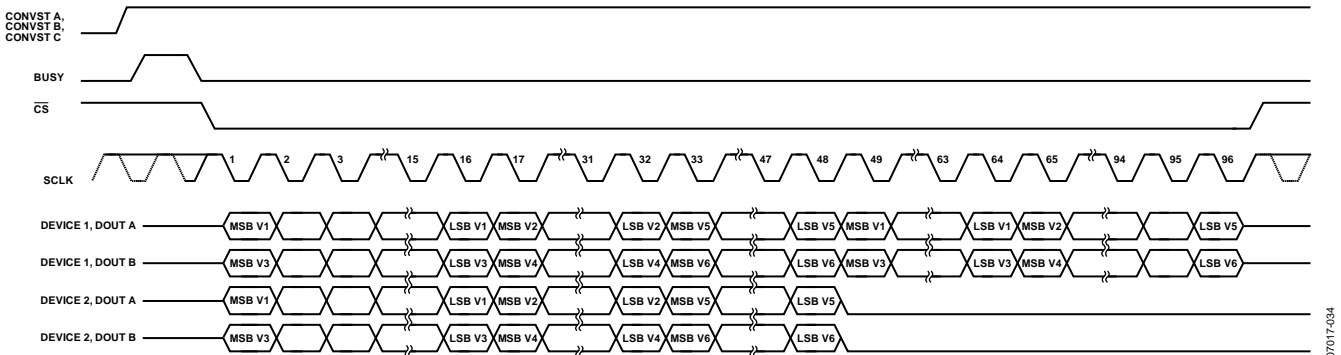 CONVST A,
CONVST B,
CONVST C
BUSY
CS
SCLK
1 2 3 15 16 17 31 32 33 47 48 49 63 64 65 94 95 96
DEVICE 1, DOUT A MSB V1 LSB V1 MSB V2 LSB V2 MSB V5 LSB V5 MSB V1 LSB V1 MSB V2 LSB V5
DEVICE 1, DOUT B MSB V3 LSB V3 MSB V4 LSB V4 MSB V6 LSB V6 MSB V3 LSB V3 MSB V4 LSB V6
DEVICE 2, DOUT A MSB V1 LSB V1 MSB V2 LSB V2 MSB V5 LSB V5
DEVICE 2, DOUT B MSB V3 LSB V3 MSB V4 LSB V4 MSB V6 LSB V6
07017-034